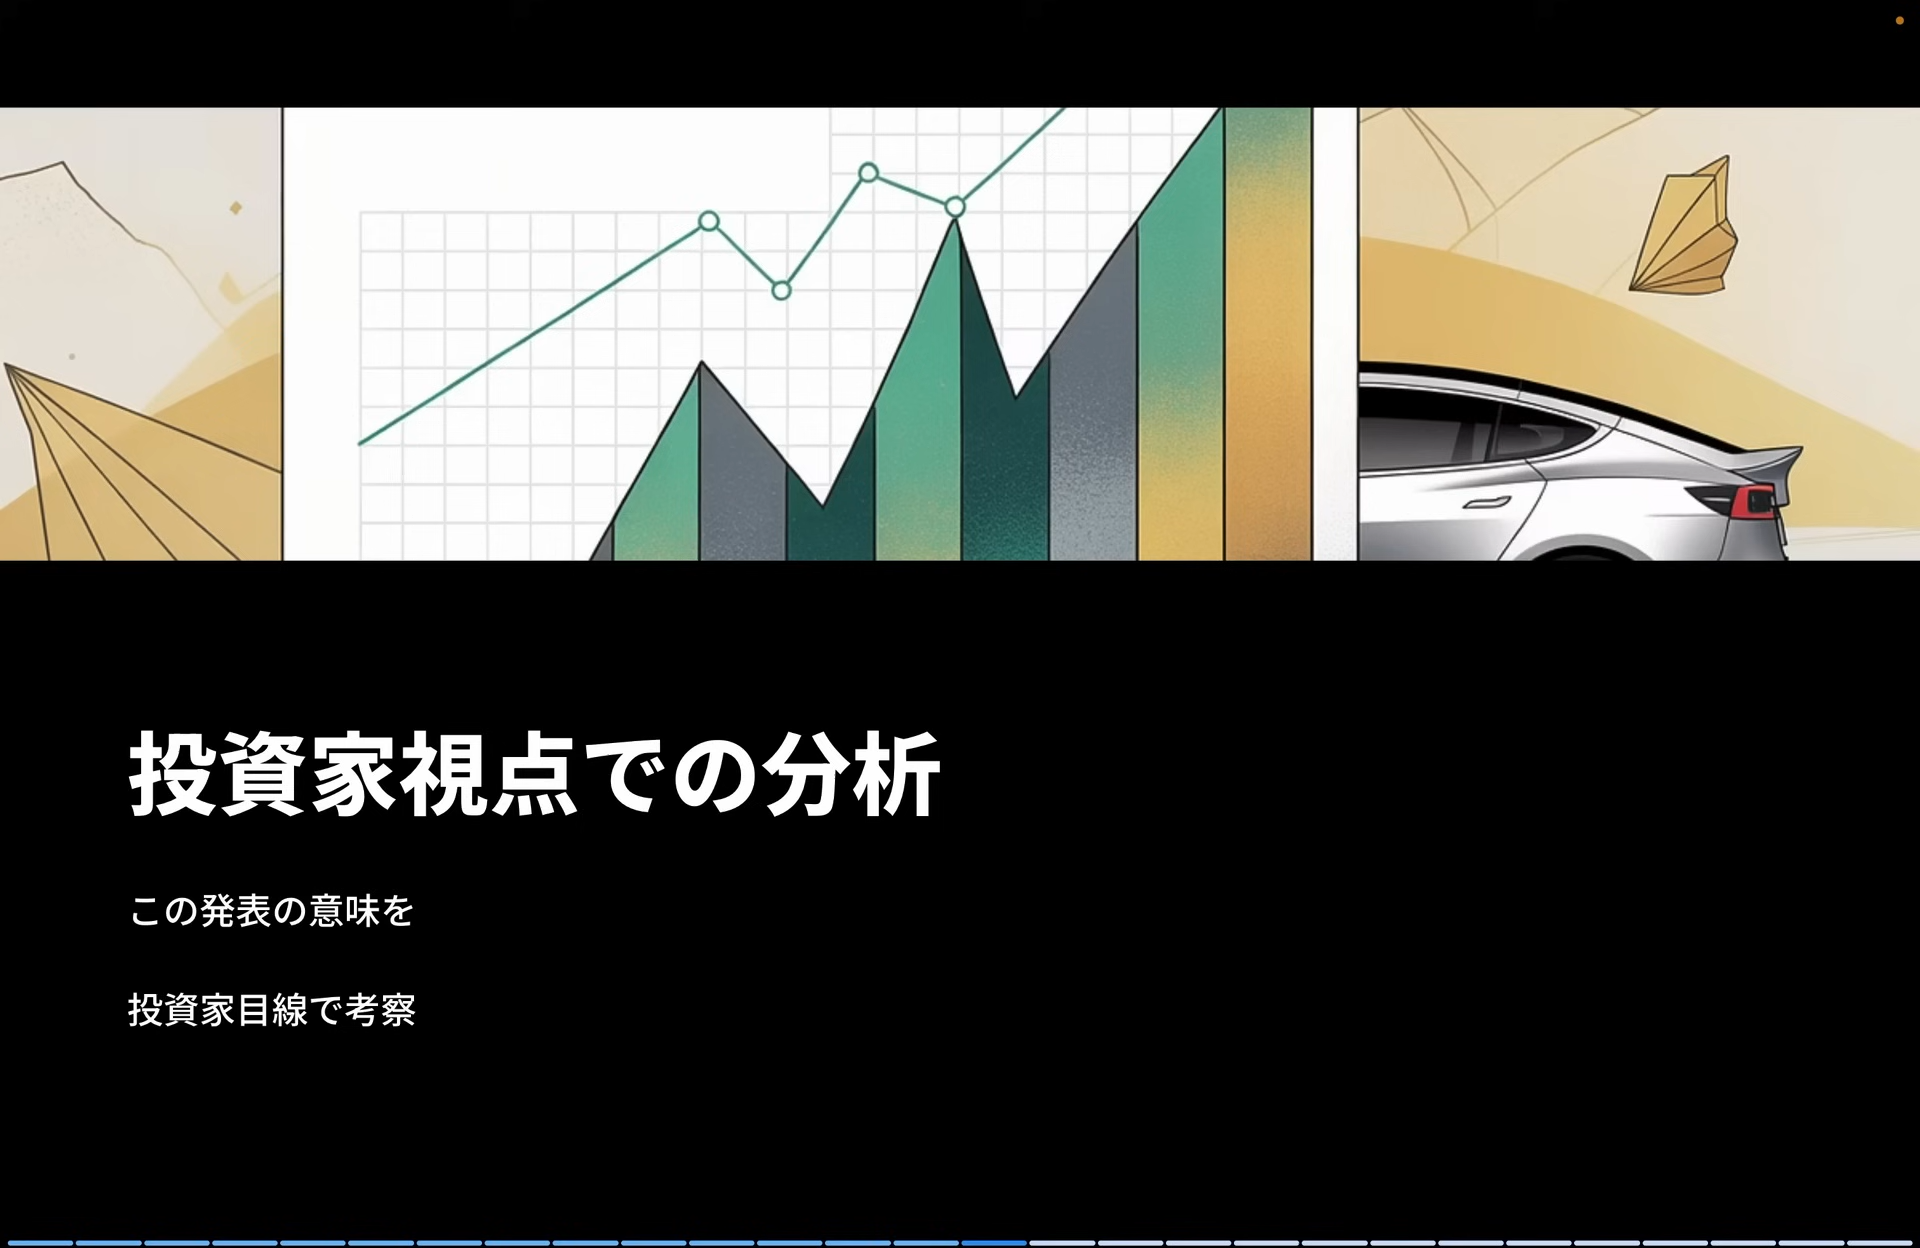 投資家視点での分析
この発表の意味を
投資家目線で考察